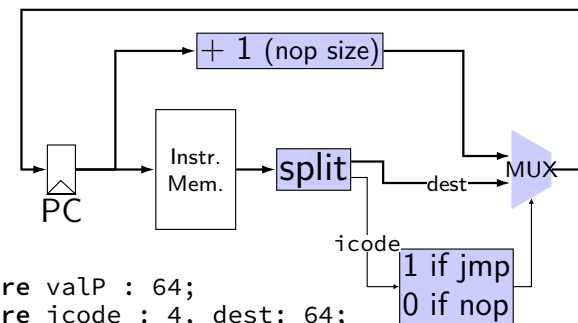 + 1 (nop size)
Instr.
Mem.
split
MUX
dest
PC
icode
1 if jmp
0 if nop
re valP : 64;
re icode : 4, dest: 64;